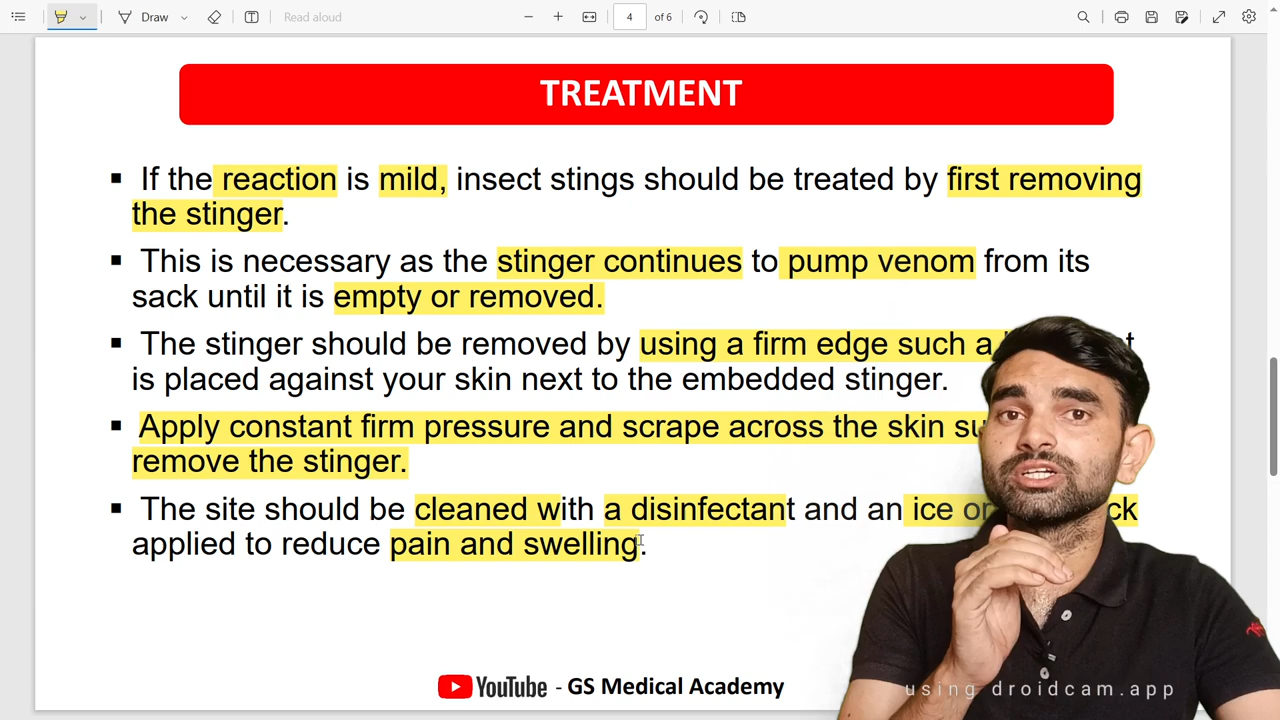 Draw
Read aloud
4 of 6
TREATMENT
▪ If the reaction is mild, insect stings should be treated by first removing
the stinger.
▪ This is necessary as the stinger continues to pump venom from its
sack until it is empty or removed.
▪ The stinger should be removed by using a firm edge such a
is placed against your skin next to the embedded stinger.
▪ Apply constant firm pressure and scrape across the skin
remove the stinger.
▪ The site should be cleaned with a disinfectant and an ice or
applied to reduce pain and swelling.
YouTube - GS Medical Academy
using droidcam.app